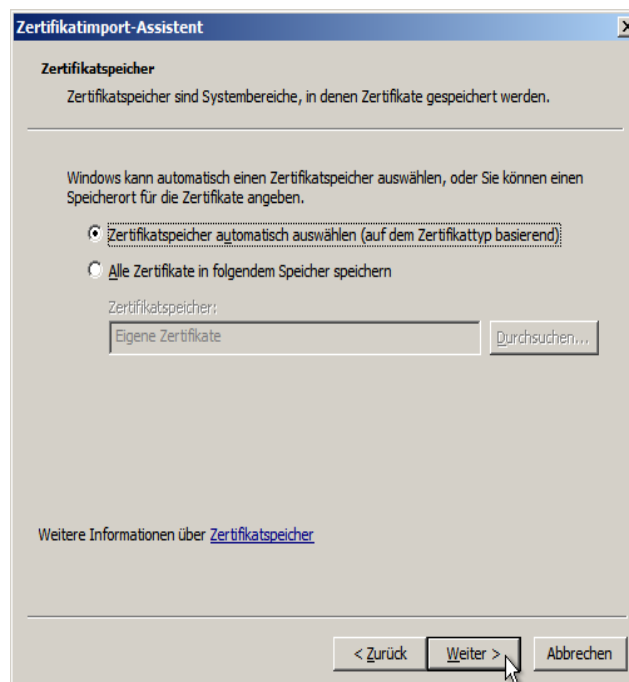 Zertifikatimport-Assistent
Zertifikatspeicher
Zertifikatspeicher sind Systembereiche, in denen Zertifikate gespeichert werden.
Windows kann automatisch einen Zertifikatspeicher auswählen, oder Sie können einen
Speicherort für die Zertifikate angeben.
Zertifikatspeicher automatisch auswählen (auf dem Zertifikattyp basierend)
Alle Zertifikate in folgendem Speicher speichern
Zertifikatspeicher:
Eigene Zertifikate
Durchsuchen...
Weitere Informationen über Zertifikatspeicher
< Zurück
Weiter >
Abbrechen